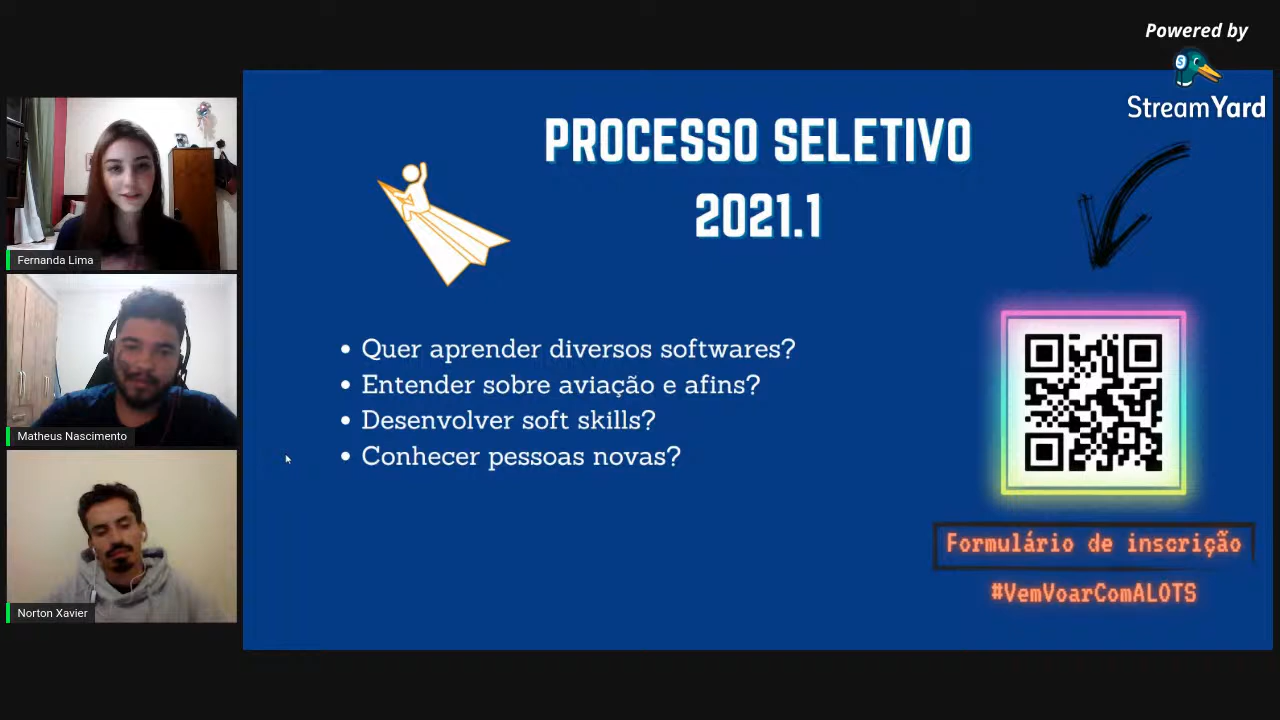 Powered by
StreamYard
Fernanda Lima
Matheus Nascimento
Norton Xavier
PROCESSO SELETIVO
2021.1
• Quer aprender diversos softwares?
• Entender sobre aviação e afins?
• Desenvolver soft skills?
• Conhecer pessoas novas?
Formulário de inscrição
#VemVoarComALOTS